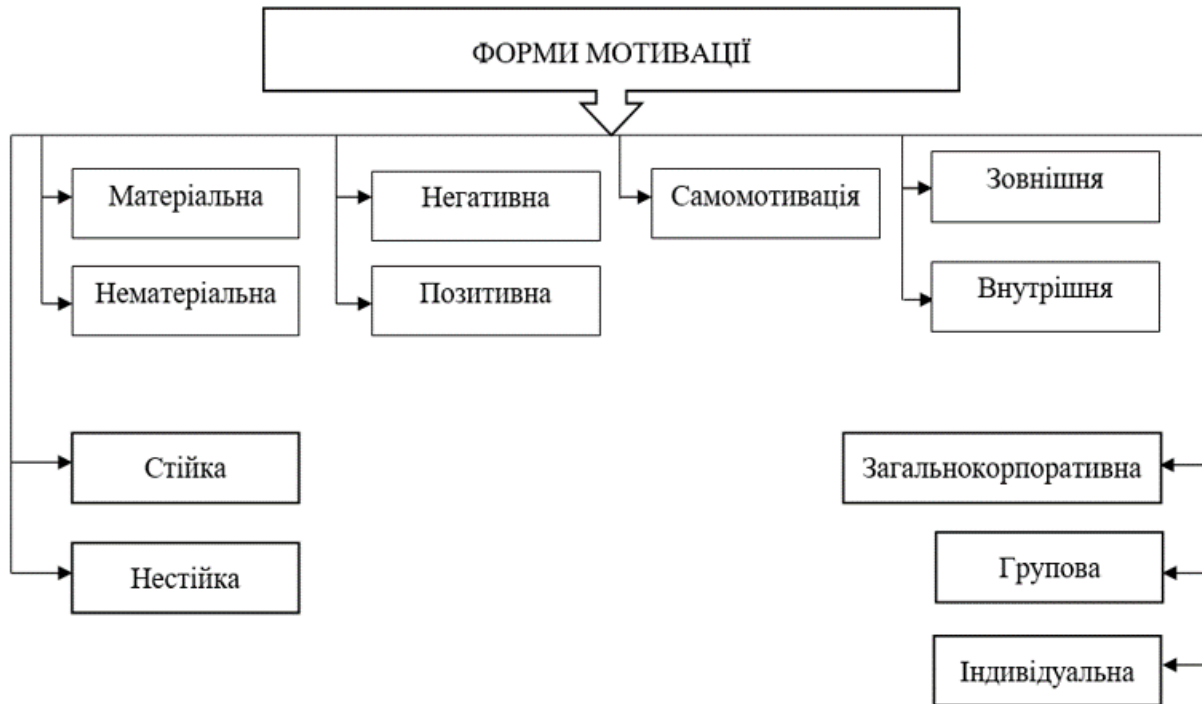 ФОРМИ МОТИВАЦІЇ
Матеріальна
Нематеріальна
Негативна
Позитивна
Самомотивація
Зовнішня
Внутрішня
Стійка
Нестійка
Загальнокорпоративна
Групова
Індивідуальна